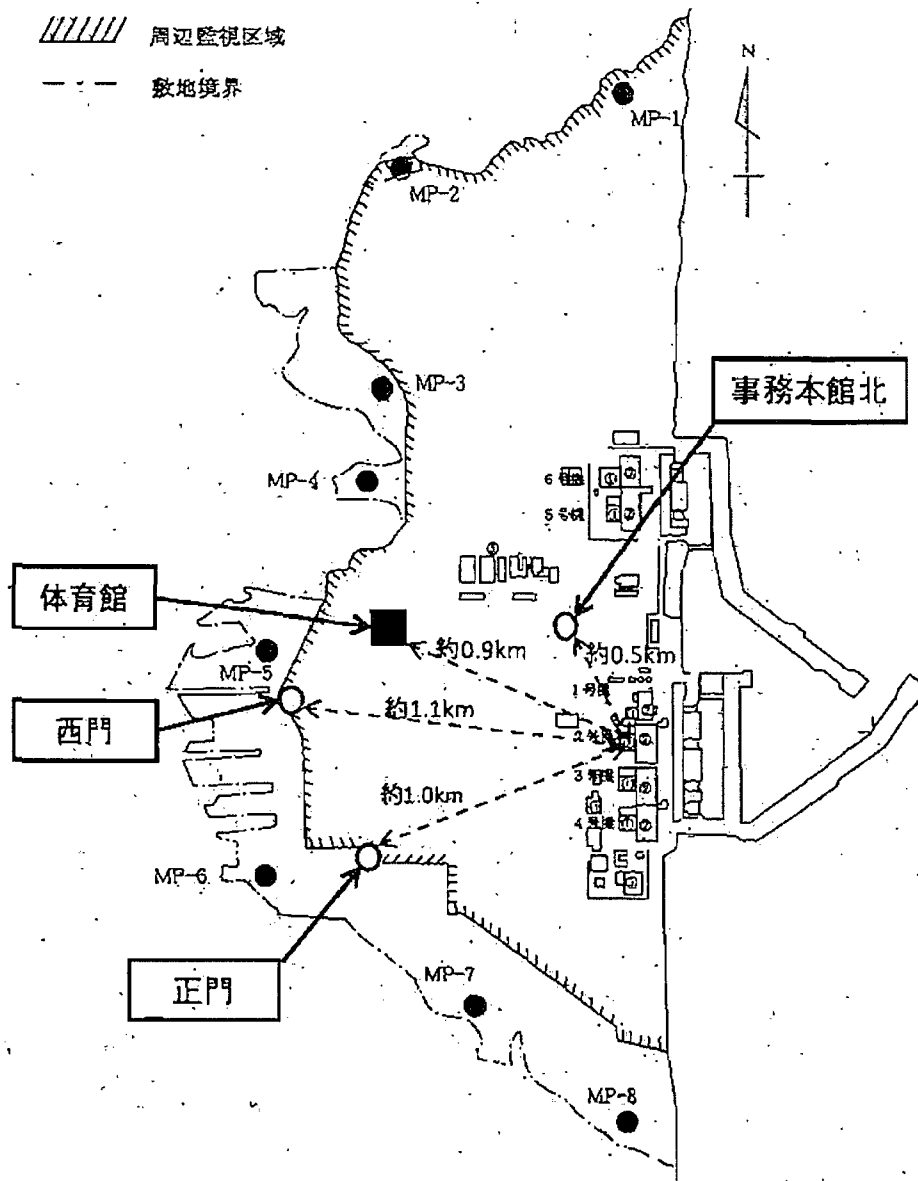 周辺監視区域
敷地境界
N
MP-1
MP-2
MP-3
事務本館北
MP-4
6号機
5号機
体育館
約0.9km
約0.5km
MP-5
1号機
西門
約1.1km
2号機
3号機
約1.0km
4号機
MP-6
正門
MP-7
MP-8